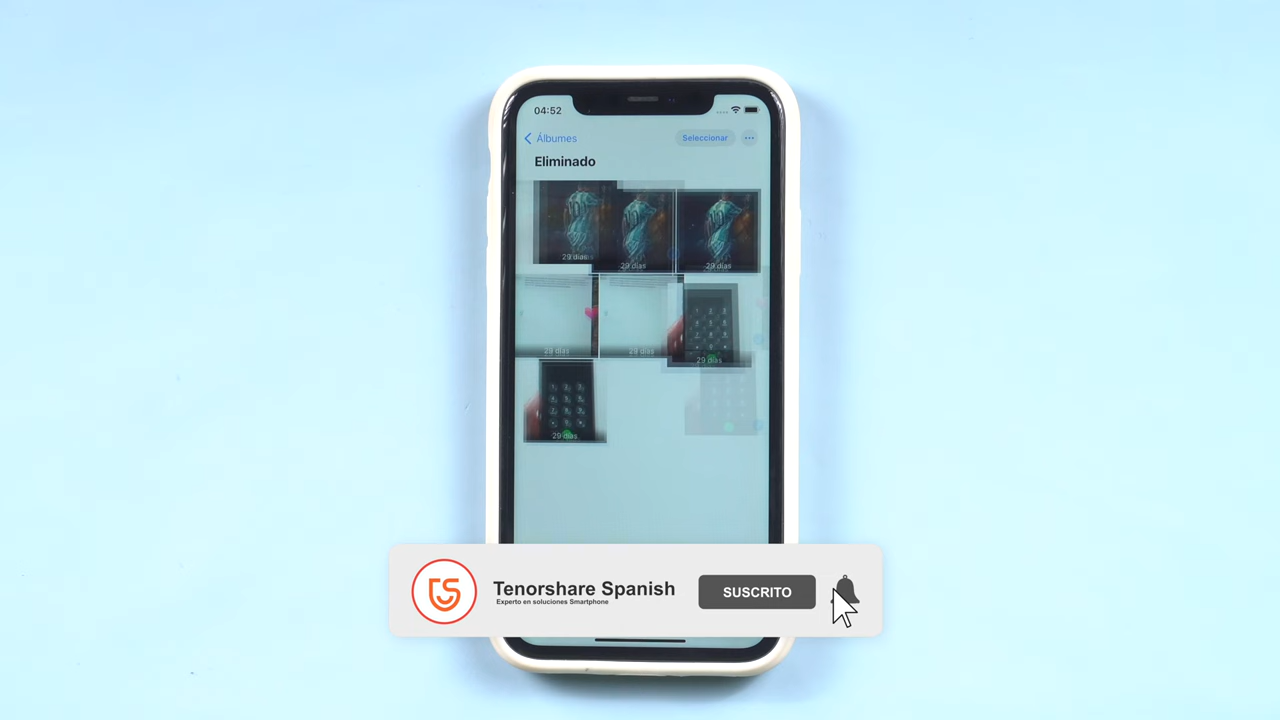 04:52
Álbumes
Seleccionar
Eliminado
29 días
29 días
29 días
29 días
29 días
29 días
29 días
Tenorshare Spanish
Experto en soluciones Smartphone
SUSCRITO